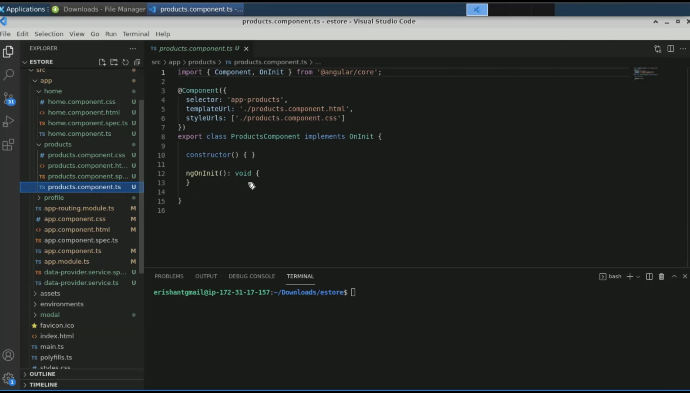 Applications
Downloads - File Manager
products.component.ts -...
products.component.ts - estore - Visual Studio Code
File Edit Selection View Go Run Terminal Help
EXPLORER
ESTORE
src
app
home
home.component.css U
home.component.html U
home.component.spec.ts U
home.component.ts U
products
products.component.css U
products.component.ht... U
products.component.sp... U
products.component.ts U
profile
app-routing.module.ts M
app.component.css M
app.component.html M
app.component.spec.ts
app.component.ts M
app.module.ts M
data-provider.service.sp... U
data-provider.service.ts U
assets
environments
modal
favicon.ico
index.html
main.ts
polyfills.ts
styles.css
OUTLINE
TIMELINE
products.component.ts U
src > app > products > products.component.ts > ...
1 import { Component, OnInit } from '@angular/core';
2
3 @Component({
4 selector: 'app-products',
5 templateUrl: './products.component.html',
6 styleUrls: ['./products.component.css']
7 })
8 export class ProductsComponent implements OnInit {
9
10 constructor() { }
11
12 ngOnInit(): void {
13 }
14
15 }
16
PROBLEMS OUTPUT DEBUG CONSOLE TERMINAL
bash
erishantgmail@ip-172-31-17-157:~/Downloads/estore$